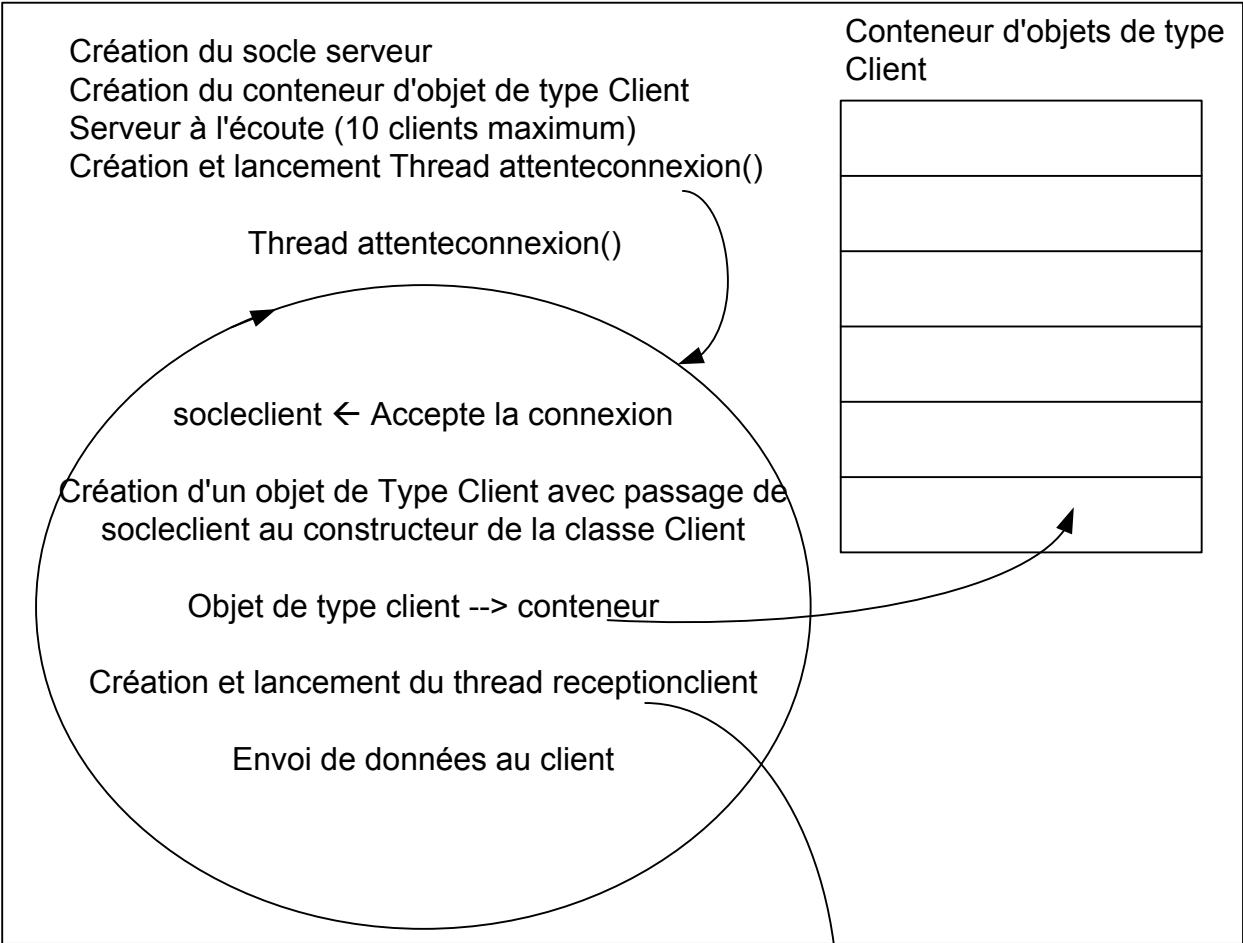 Création du socle serveur
Création du conteneur d'objet de type Client
Serveur à l'écoute (10 clients maximum)
Création et lancement Thread attenteconnexion()
Conteneur d'objets de type
Client
Thread attenteconnexion()
socleclient ← Accepte la connexion
Création d'un objet de Type Client avec passage de
socleclient au constructeur de la classe Client
Objet de type client --> conteneur
Création et lancement du thread receptionclient
Envoi de données au client